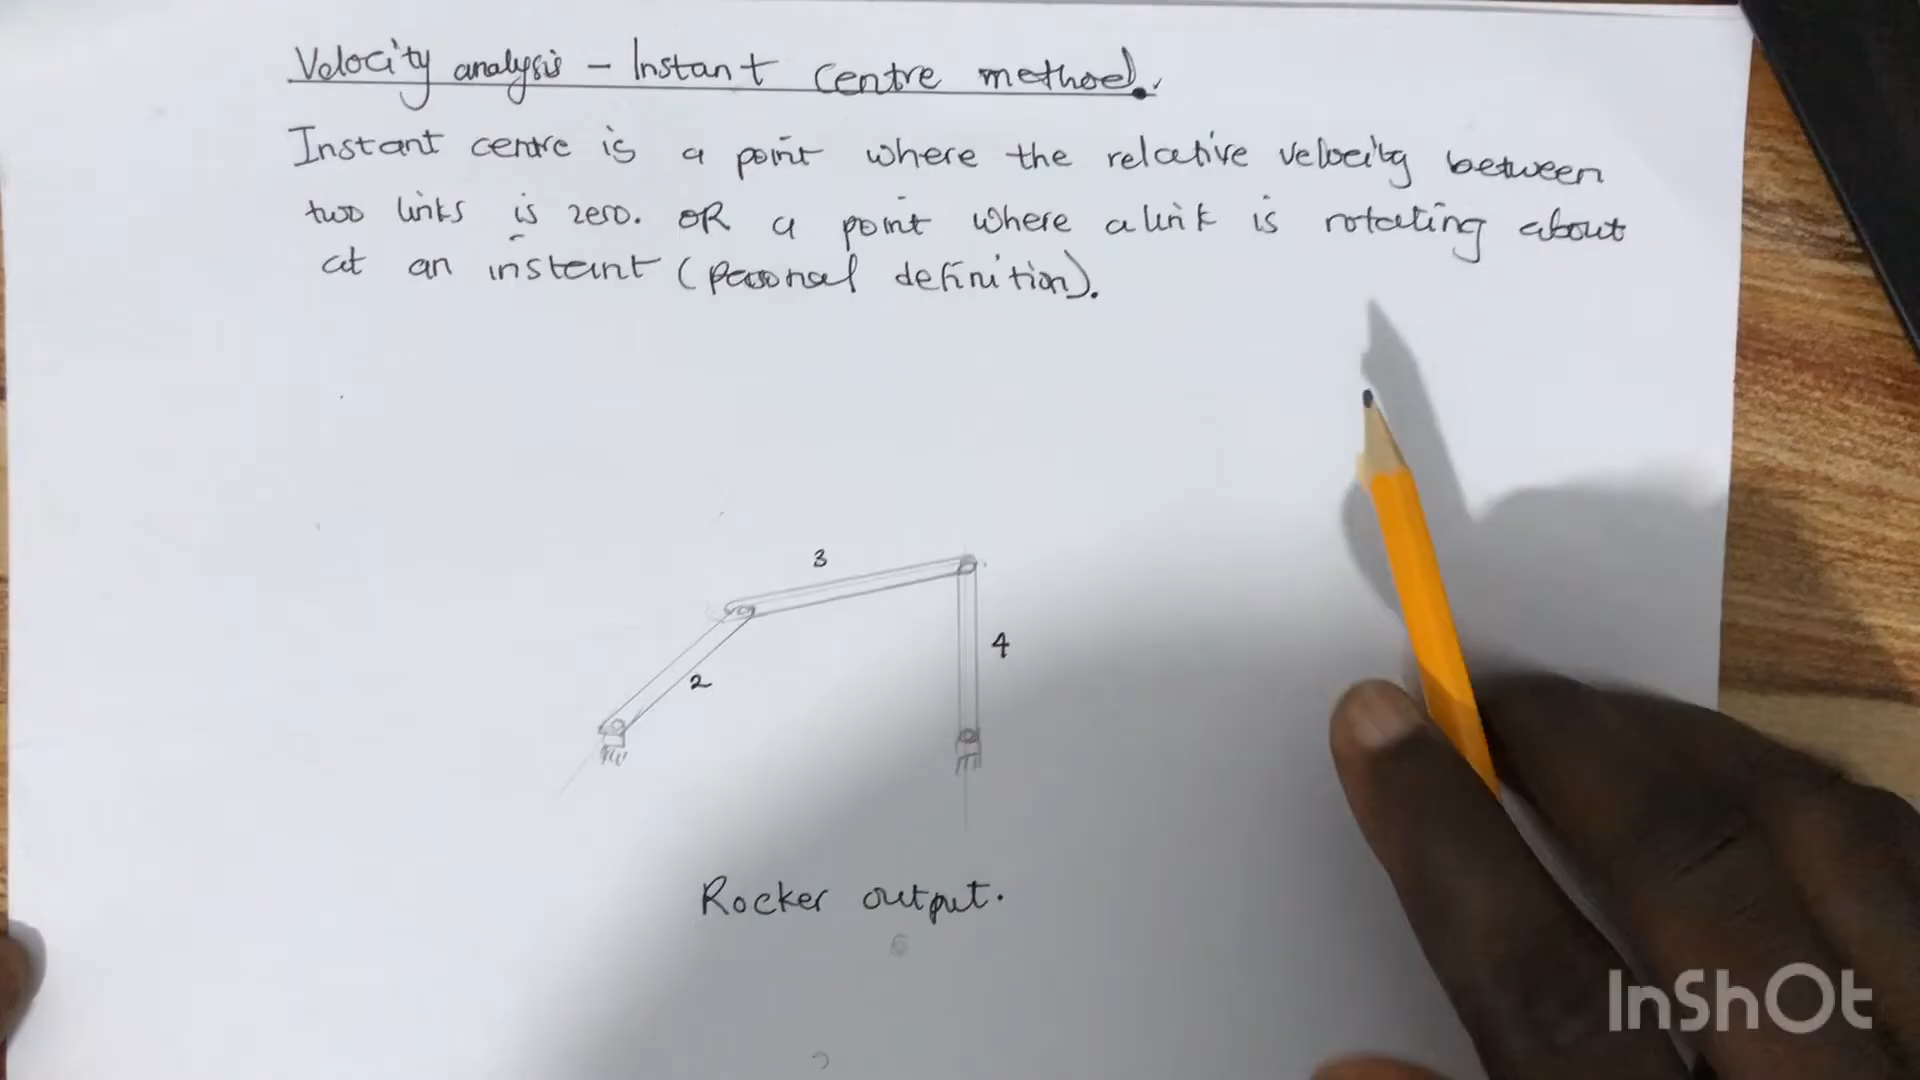 Velocity analysis - Instant centre method.
Instant centre is a point where the relative velocity between
two links is zero. OR a point where a link is rotating about
at an instant (personal definition).
3
4
2
Rocker output.
InShOt